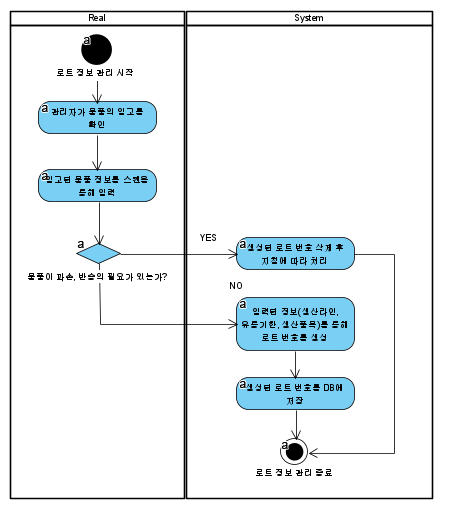 Real
System
a
로트 정보 관리 시작
a
관리자가 물품의 입고를
확인
a
입고된 물품 정보를 스캔을
통해 입력
a
물품이 파손, 반송의 필요가 있는가?
YES
a
생성된 로트 번호 삭제 후
지침에 따라 처리
NO
a
입력된 정보(생산라인,
유통기한, 생산품목)를 통해
로트 번호를 생성
a
생성된 로트 번호를 DB에
저장
a
로트 정보 관리 종료